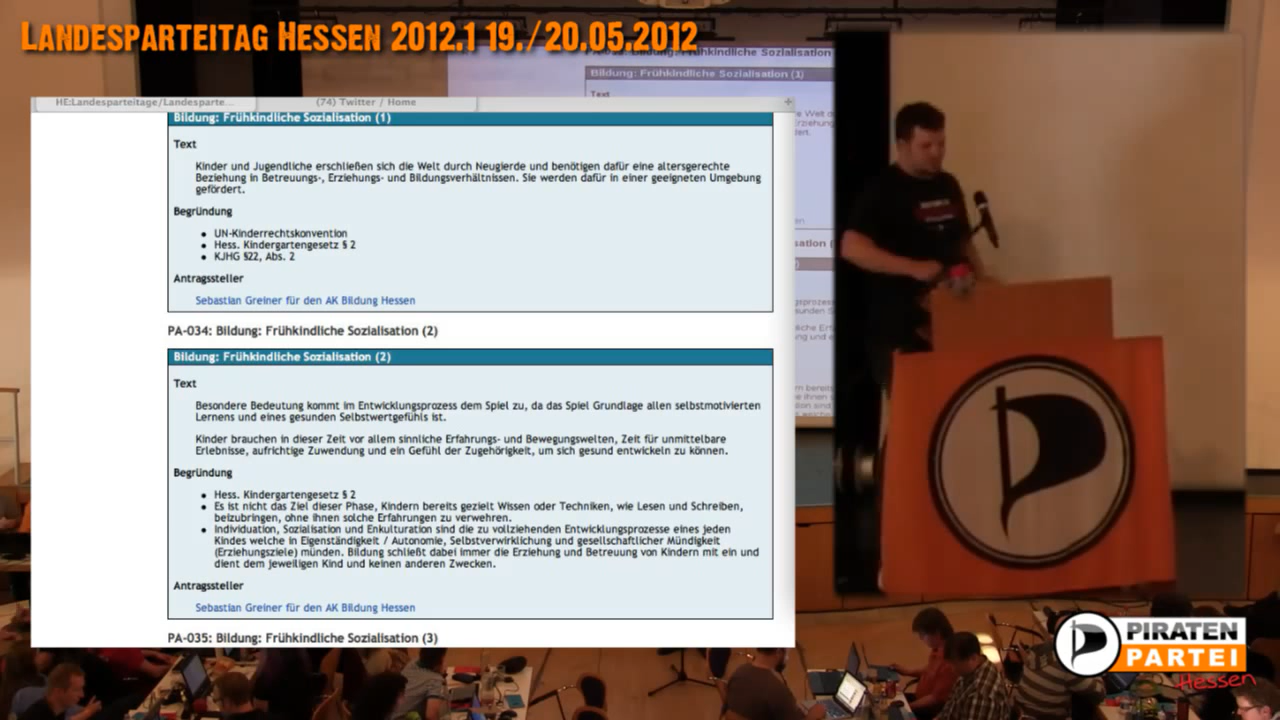 LANDESPARTEITAG HESSEN 2012.1 19./20.05.2012
HE:Landesparteitage/Landesparte...
(74) Twitter / Home
Bildung: Frühkindliche Sozialisation (1)
Text
Kinder und Jugendliche erschließen sich die Welt durch Neugierde und benötigen dafür eine altersgerechte
Beziehung in Betreuungs-, Erziehungs- und Bildungsverhältnissen. Sie werden dafür in einer geeigneten Umgebung
gefördert.
Begründung
UN-Kinderrechtskonvention
Hess. Kindergartengesetz § 2
KJHG §22, Abs. 2
Antragssteller
Sebastian Greiner für den AK Bildung Hessen
PA-034: Bildung: Frühkindliche Sozialisation (2)
Bildung: Frühkindliche Sozialisation (2)
Text
Besondere Bedeutung kommt im Entwicklungsprozess dem Spiel zu, da das Spiel Grundlage allen selbstmotivierten
Lernens und eines gesunden Selbstwertgefühls ist.
Kinder brauchen in dieser Zeit vor allem sinnliche Erfahrungs- und Bewegungswelten, Zeit für unmittelbare
Erlebnisse, aufrichtige Zuwendung und ein Gefühl der Zugehörigkeit, um sich gesund entwickeln zu können.
Begründung
Hess. Kindergartengesetz § 2
Es ist nicht das Ziel dieser Phase, Kindern bereits gezielt Wissen oder Techniken, wie Lesen und Schreiben,
beizubringen, ohne ihnen solche Erfahrungen zu verwehren.
Individuation, Sozialisation und Enkulturation sind die zu vollziehenden Entwicklungsprozesse eines jeden
Kindes welche in Eigenständigkeit / Autonomie, Selbstverwirklichung und gesellschaftlicher Mündigkeit
(Erziehungsziele) münden. Bildung schließt dabei immer die Erziehung und Betreuung von Kindern mit ein und
dient dem jeweiligen Kind und keinen anderen Zwecken.
Antragssteller
Sebastian Greiner für den AK Bildung Hessen
PA-035: Bildung: Frühkindliche Sozialisation (3)
Bildung: Frühkindliche Sozialisation (1)
Text
PIRATEN
PARTEI
Hessen